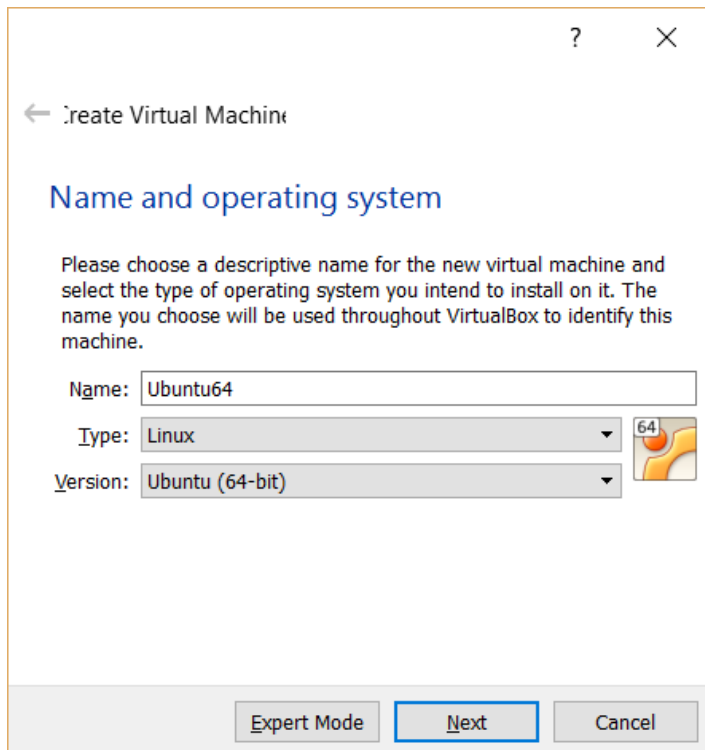 ?
Create Virtual Machine
Name and operating system
Please choose a descriptive name for the new virtual machine and
select the type of operating system you intend to install on it. The
name you choose will be used throughout VirtualBox to identify this
machine.
Name: Ubuntu64
Type: Linux
64
Version: Ubuntu (64-bit)
Expert Mode Next Cancel